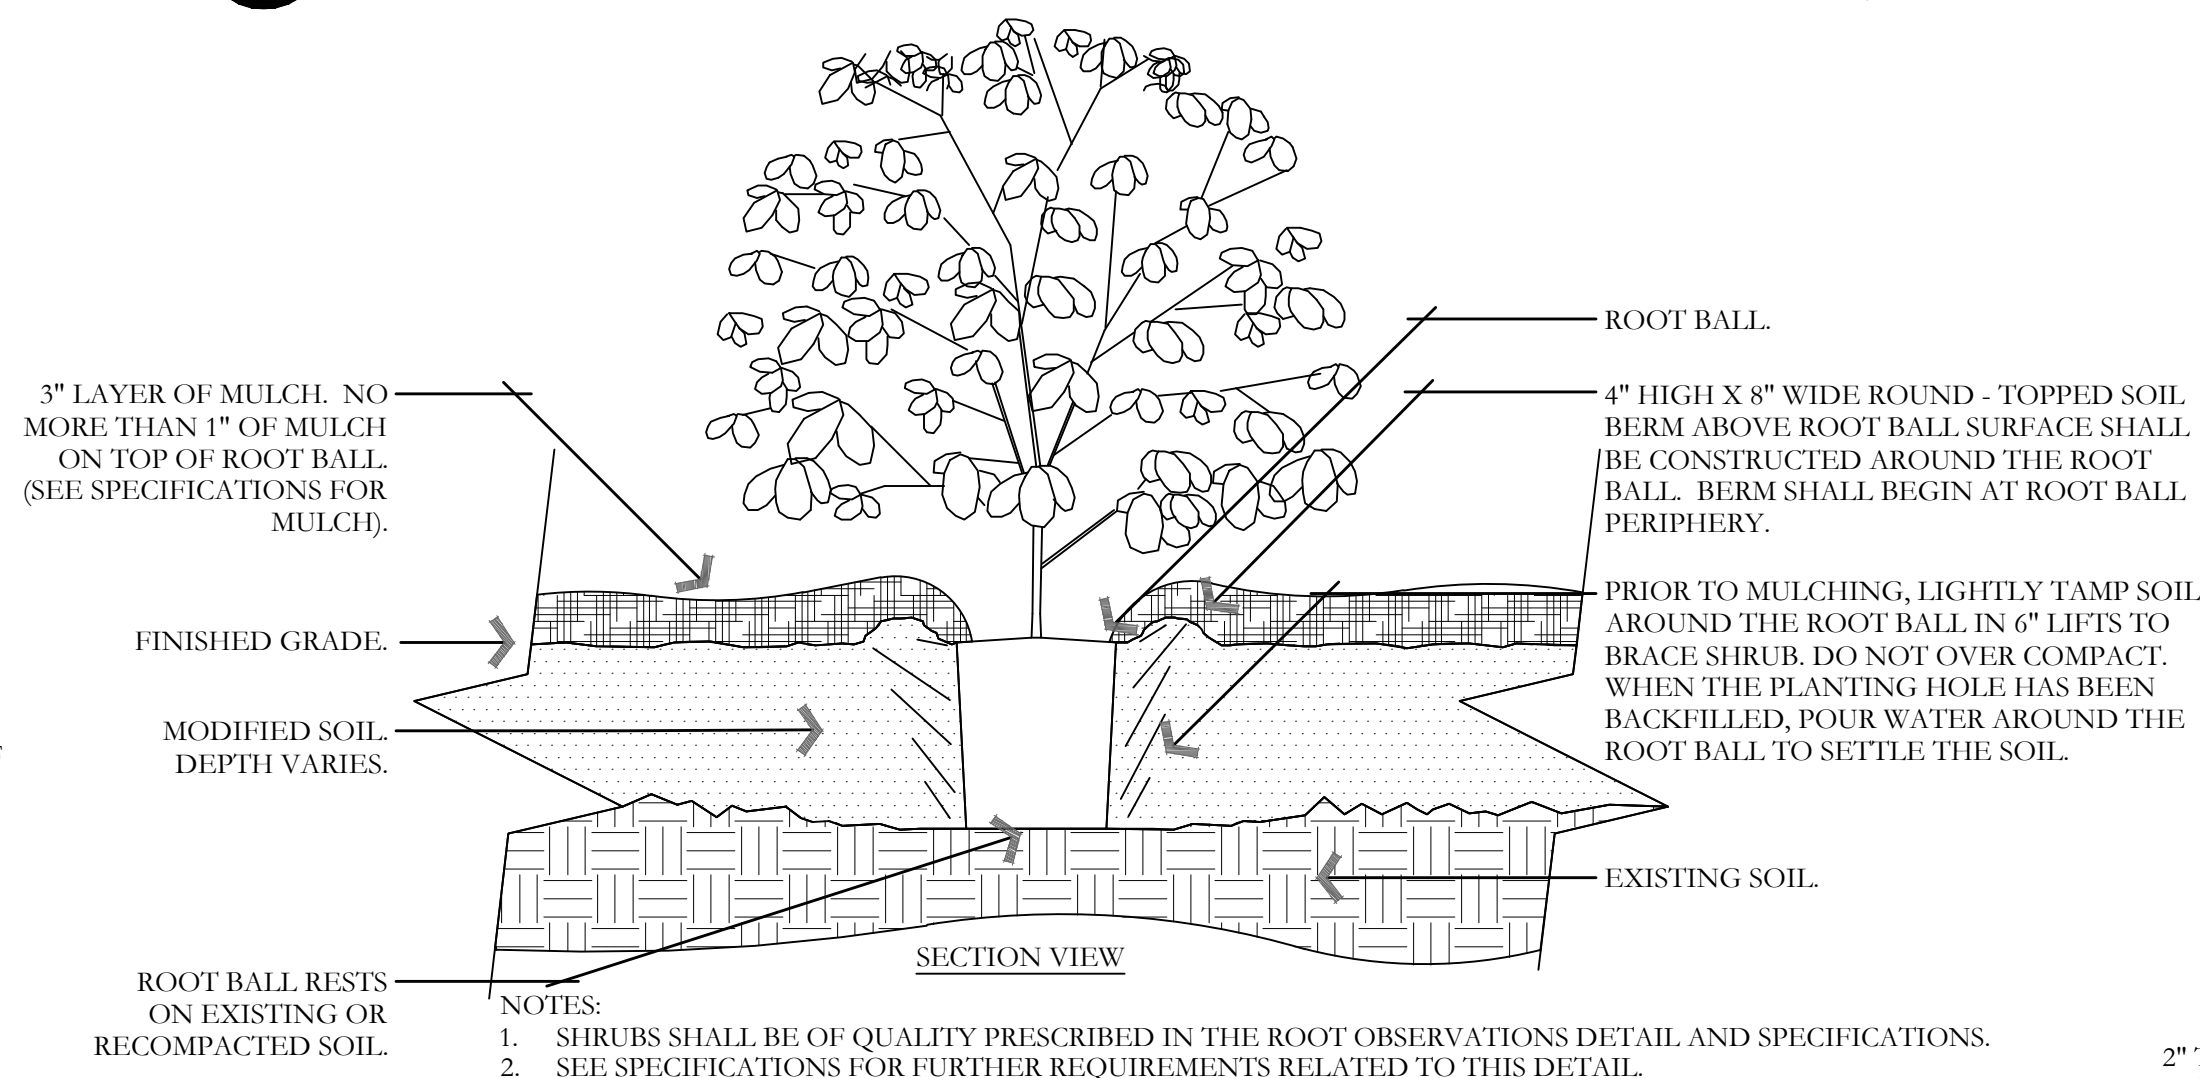 3" LAYER OF MULCH.  NO
MORE THAN 1" OF MULCH
ON TOP OF ROOT BALL.
(SEE SPECIFICATIONS FOR
MULCH).
FINISHED GRADE.
MODIFIED SOIL.
DEPTH VARIES.
ROOT BALL RESTS
ON EXISTING OR
RECOMPACTED SOIL.
ROOT BALL.
4" HIGH X 8" WIDE ROUND - TOPPED SOIL
BERM ABOVE ROOT BALL SURFACE SHALL
BE CONSTRUCTED AROUND THE ROOT
BALL.  BERM SHALL BEGIN AT ROOT BALL
PERIPHERY.
PRIOR TO MULCHING, LIGHTLY TAMP SOIL
AROUND THE ROOT BALL IN 6" LIFTS TO
BRACE SHRUB. DO NOT OVER COMPACT.
WHEN THE PLANTING HOLE HAS BEEN
BACKFILLED, POUR WATER AROUND THE
ROOT BALL TO SETTLE THE SOIL.
EXISTING SOIL.
SECTION VIEW
NOTES:
1. SHRUBS SHALL BE OF QUALITY PRESCRIBED IN THE ROOT OBSERVATIONS DETAIL AND SPECIFICATIONS.
2. SEE SPECIFICATIONS FOR FURTHER REQUIREMENTS RELATED TO THIS DETAIL.
2"